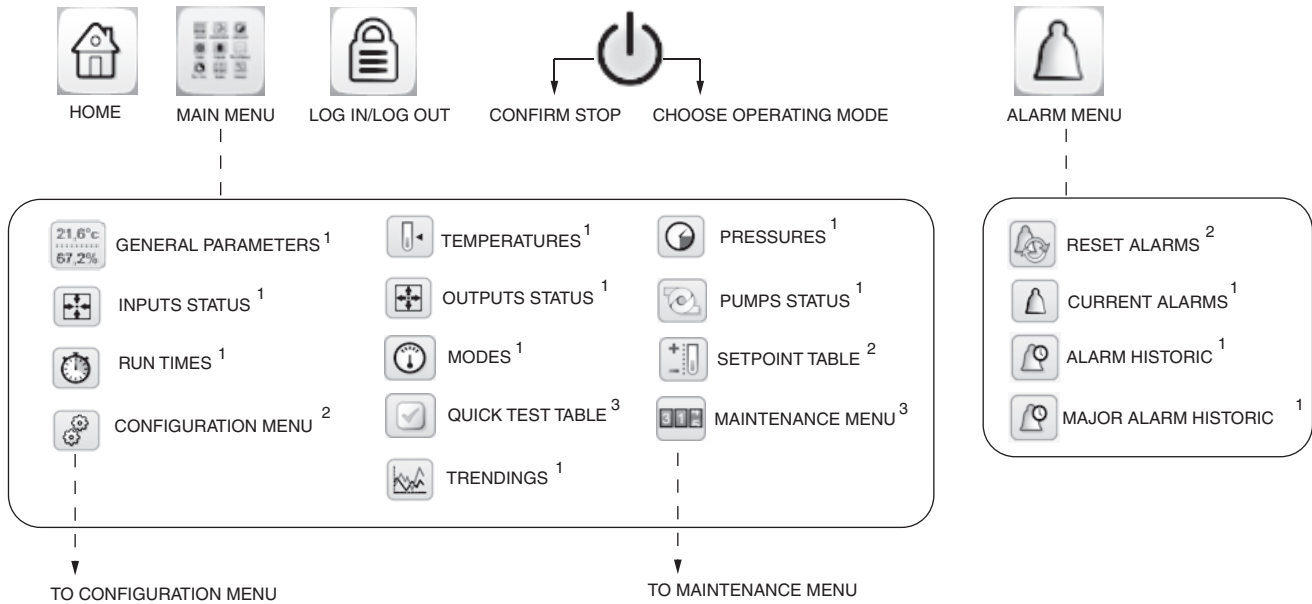 HOME
MAIN MENU
LOG IN/LOG OUT
CONFIRM STOP
CHOOSE OPERATING MODE
ALARM MENU
21,6°c
67,2%
GENERAL PARAMETERS 1
TEMPERATURES 1
PRESSURES 1
INPUTS STATUS 1
OUTPUTS STATUS 1
PUMPS STATUS 1
RUN TIMES 1
MODES 1
SETPOINT TABLE 2
CONFIGURATION MENU 2
QUICK TEST TABLE 3
MAINTENANCE MENU 3
TRENDINGS 1
RESET ALARMS 2
CURRENT ALARMS 1
ALARM HISTORIC 1
MAJOR ALARM HISTORIC 1
TO CONFIGURATION MENU
TO MAINTENANCE MENU